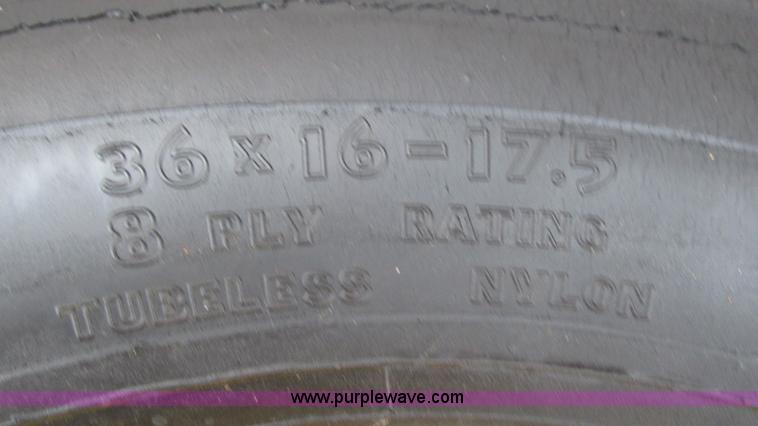 36 x 16-17.5
8 PLY RATING
TUBELESS NYLON
www.purplewave.com